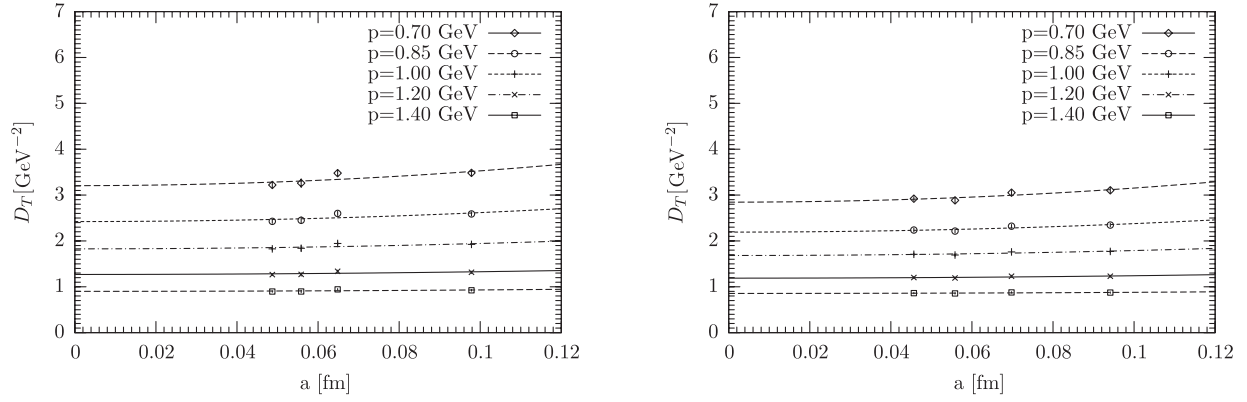 7
6
5
4
3
2
1
0
D_T [GeV⁻²]
p=0.70 GeV
p=0.85 GeV
p=1.00 GeV
p=1.20 GeV
p=1.40 GeV
0 0.02 0.04 0.06 0.08 0.1 0.12
a [fm]
7
6
5
4
3
2
1
0
D_T [GeV⁻²]
p=0.70 GeV
p=0.85 GeV
p=1.00 GeV
p=1.20 GeV
p=1.40 GeV
0 0.02 0.04 0.06 0.08 0.1 0.12
a [fm]